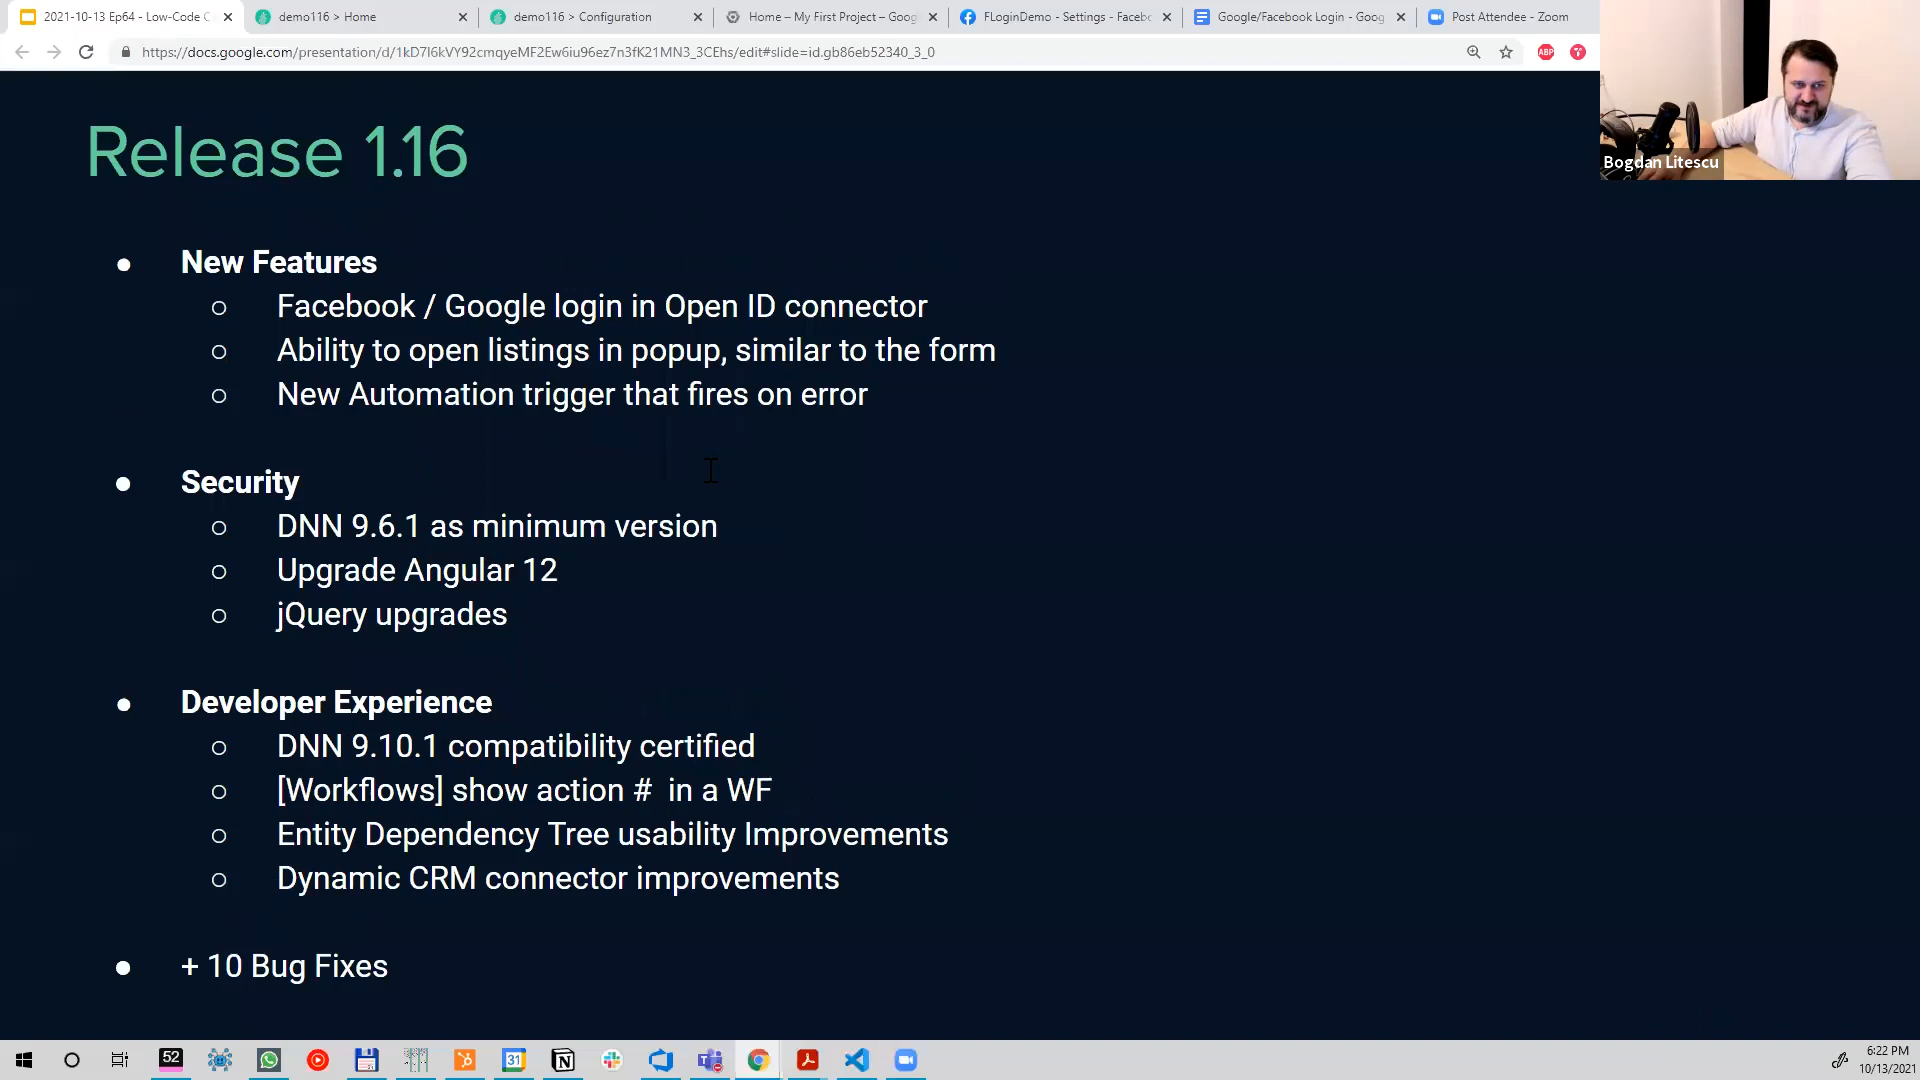 2021-10-13 Ep64 - Low-Code C
demo116 > Home
demo116 > Configuration
Home – My First Project – Goog
FLoginDemo - Settings - Faceb
Google/Facebook Login - Goog
Post Attendee - Zoom
https://docs.google.com/presentation/d/1kD7I6kVY92cmqyeMF2Ew6iu96ez7n3fK21MN3_3CEhs/edit#slide=id.gb86eb52340_3_0
ABP
Bogdan Litescu
Release 1.16
● New Features
○ Facebook / Google login in Open ID connector
○ Ability to open listings in popup, similar to the form
○ New Automation trigger that fires on error
● Security
○ DNN 9.6.1 as minimum version
○ Upgrade Angular 12
○ jQuery upgrades
● Developer Experience
○ DNN 9.10.1 compatibility certified
○ [Workflows] show action #  in a WF
○ Entity Dependency Tree usability Improvements
○ Dynamic CRM connector improvements
● + 10 Bug Fixes
52
31
6:22 PM
10/13/2021